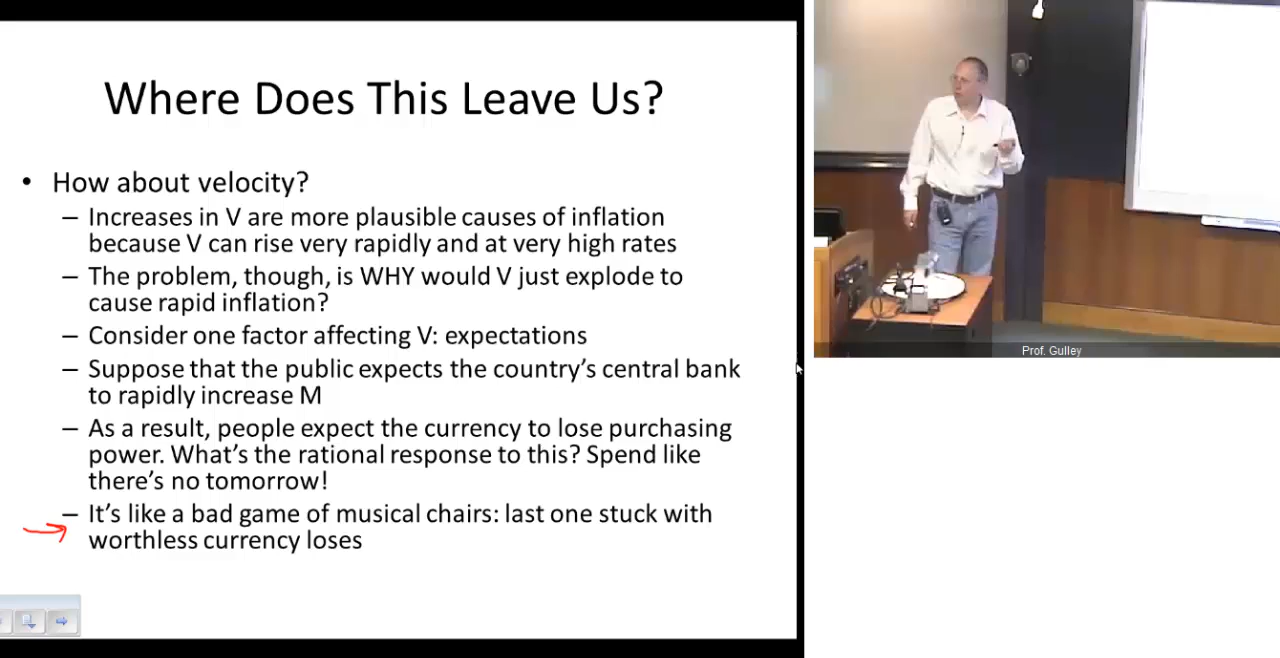 Where Does This Leave Us?
• How about velocity?
– Increases in V are more plausible causes of inflation
because V can rise very rapidly and at very high rates
– The problem, though, is WHY would V just explode to
cause rapid inflation?
– Consider one factor affecting V: expectations
– Suppose that the public expects the country's central bank
to rapidly increase M
– As a result, people expect the currency to lose purchasing
power. What's the rational response to this? Spend like
there's no tomorrow!
– It's like a bad game of musical chairs: last one stuck with
worthless currency loses
Prof. Gulley